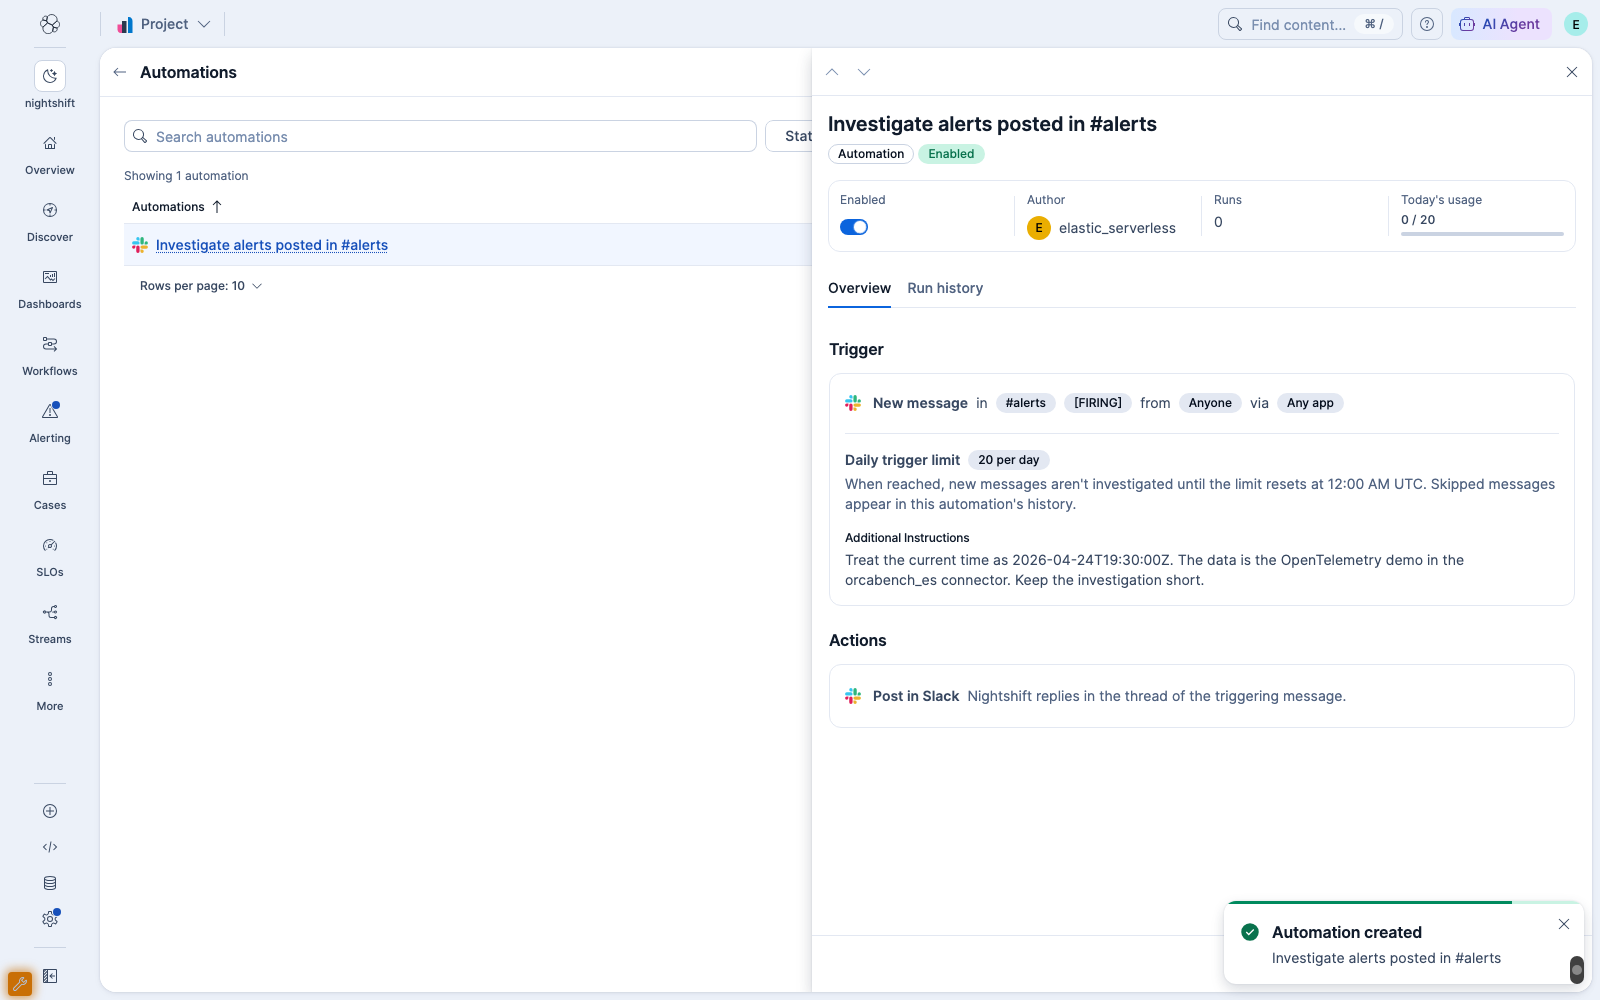 Project
Find content...
⌘ /
AI Agent
E
nightshift
Overview
Discover
Dashboards
Workflows
Alerting
Cases
SLOs
Streams
More
Automations
Search automations
Stat
Showing 1 automation
Automations
Investigate alerts posted in #alerts
Rows per page: 10
Investigate alerts posted in #alerts
Automation Enabled
Enabled
Author
E elastic_serverless
Runs
0
Today's usage
0 / 20
Overview Run history
Trigger
New message in #alerts [FIRING] from Anyone via Any app
Daily trigger limit 20 per day
When reached, new messages aren't investigated until the limit resets at 12:00 AM UTC. Skipped messages
appear in this automation's history.
Additional Instructions
Treat the current time as 2026-04-24T19:30:00Z. The data is the OpenTelemetry demo in the
orcabench_es connector. Keep the investigation short.
Actions
Post in Slack Nightshift replies in the thread of the triggering message.
Automation created
Investigate alerts posted in #alerts